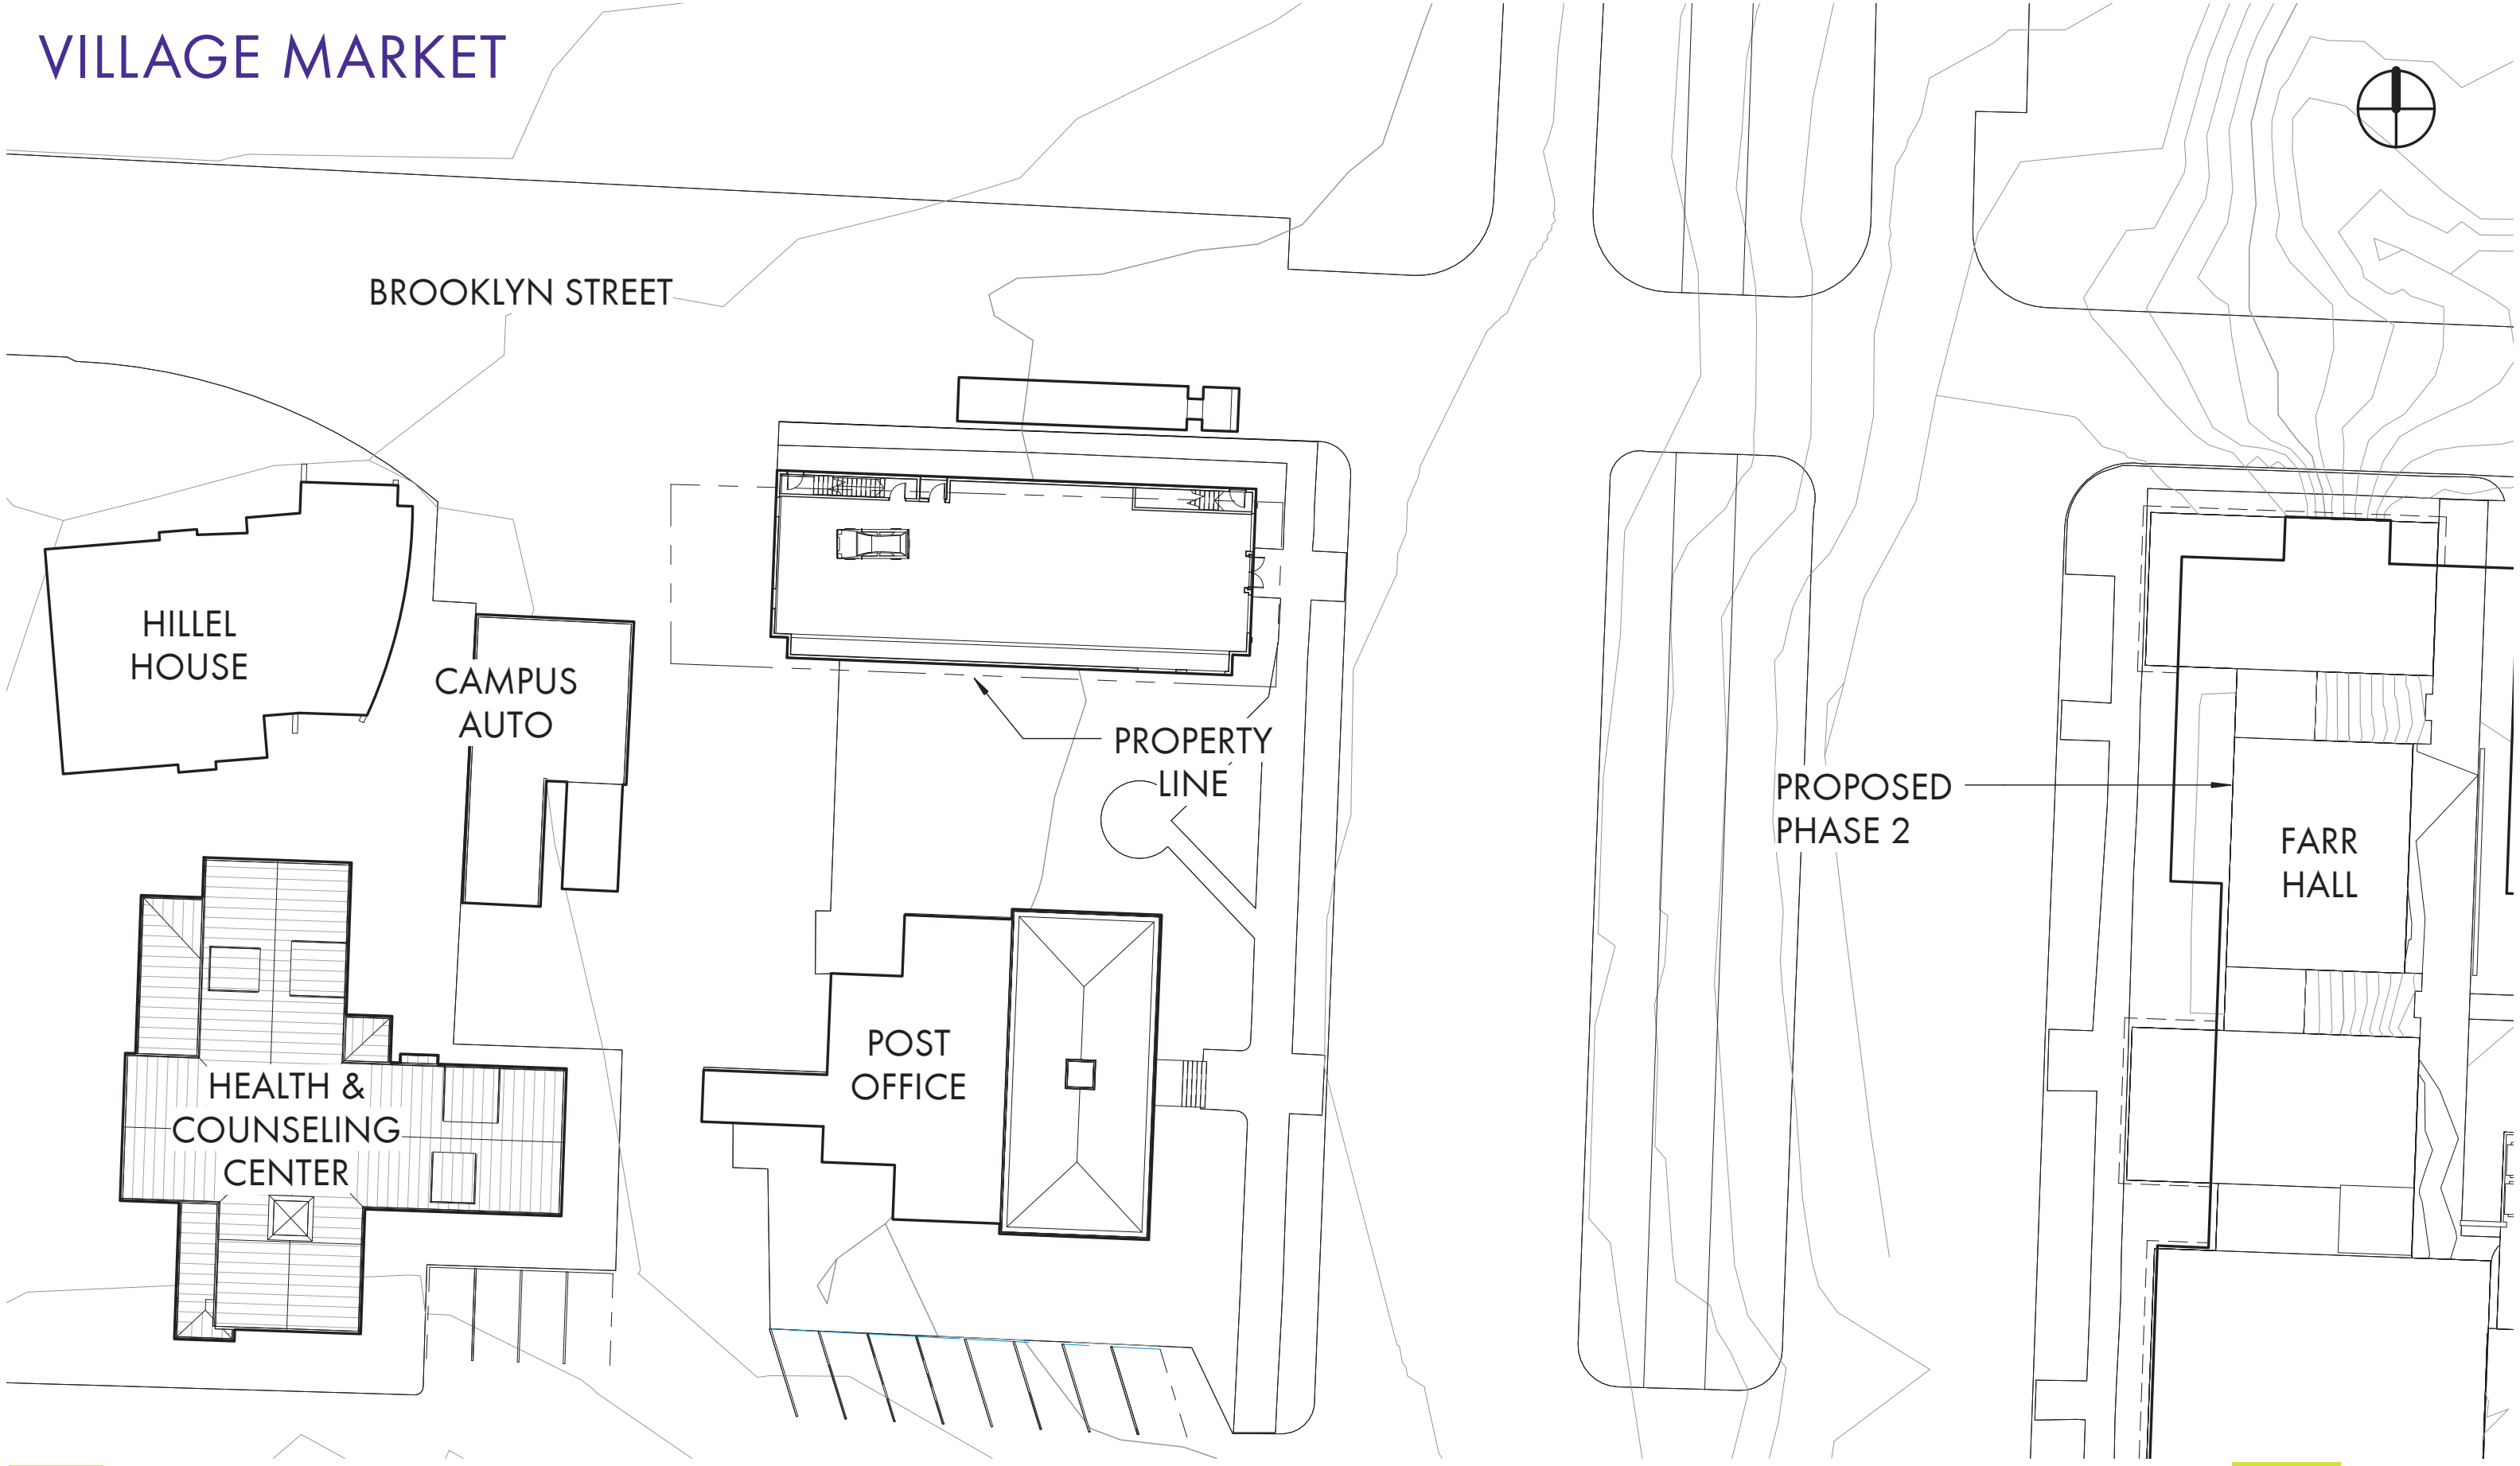 VILLAGE MARKET
BROOKLYN STREET
HILLEL
HOUSE
CAMPUS
AUTO
PROPERTY
LINE
PROPOSED
PHASE 2
FARR
HALL
POST
OFFICE
HEALTH &
COUNSELING
CENTER